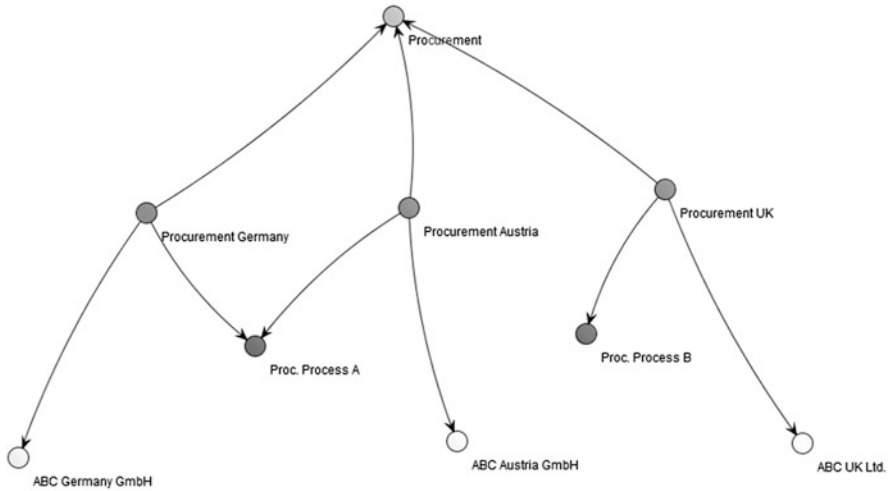 Procurement
Procurement Germany
Procurement Austria
Procurement UK
Proc. Process A
Proc. Process B
ABC Germany GmbH
ABC Austria GmbH
ABC UK Ltd.